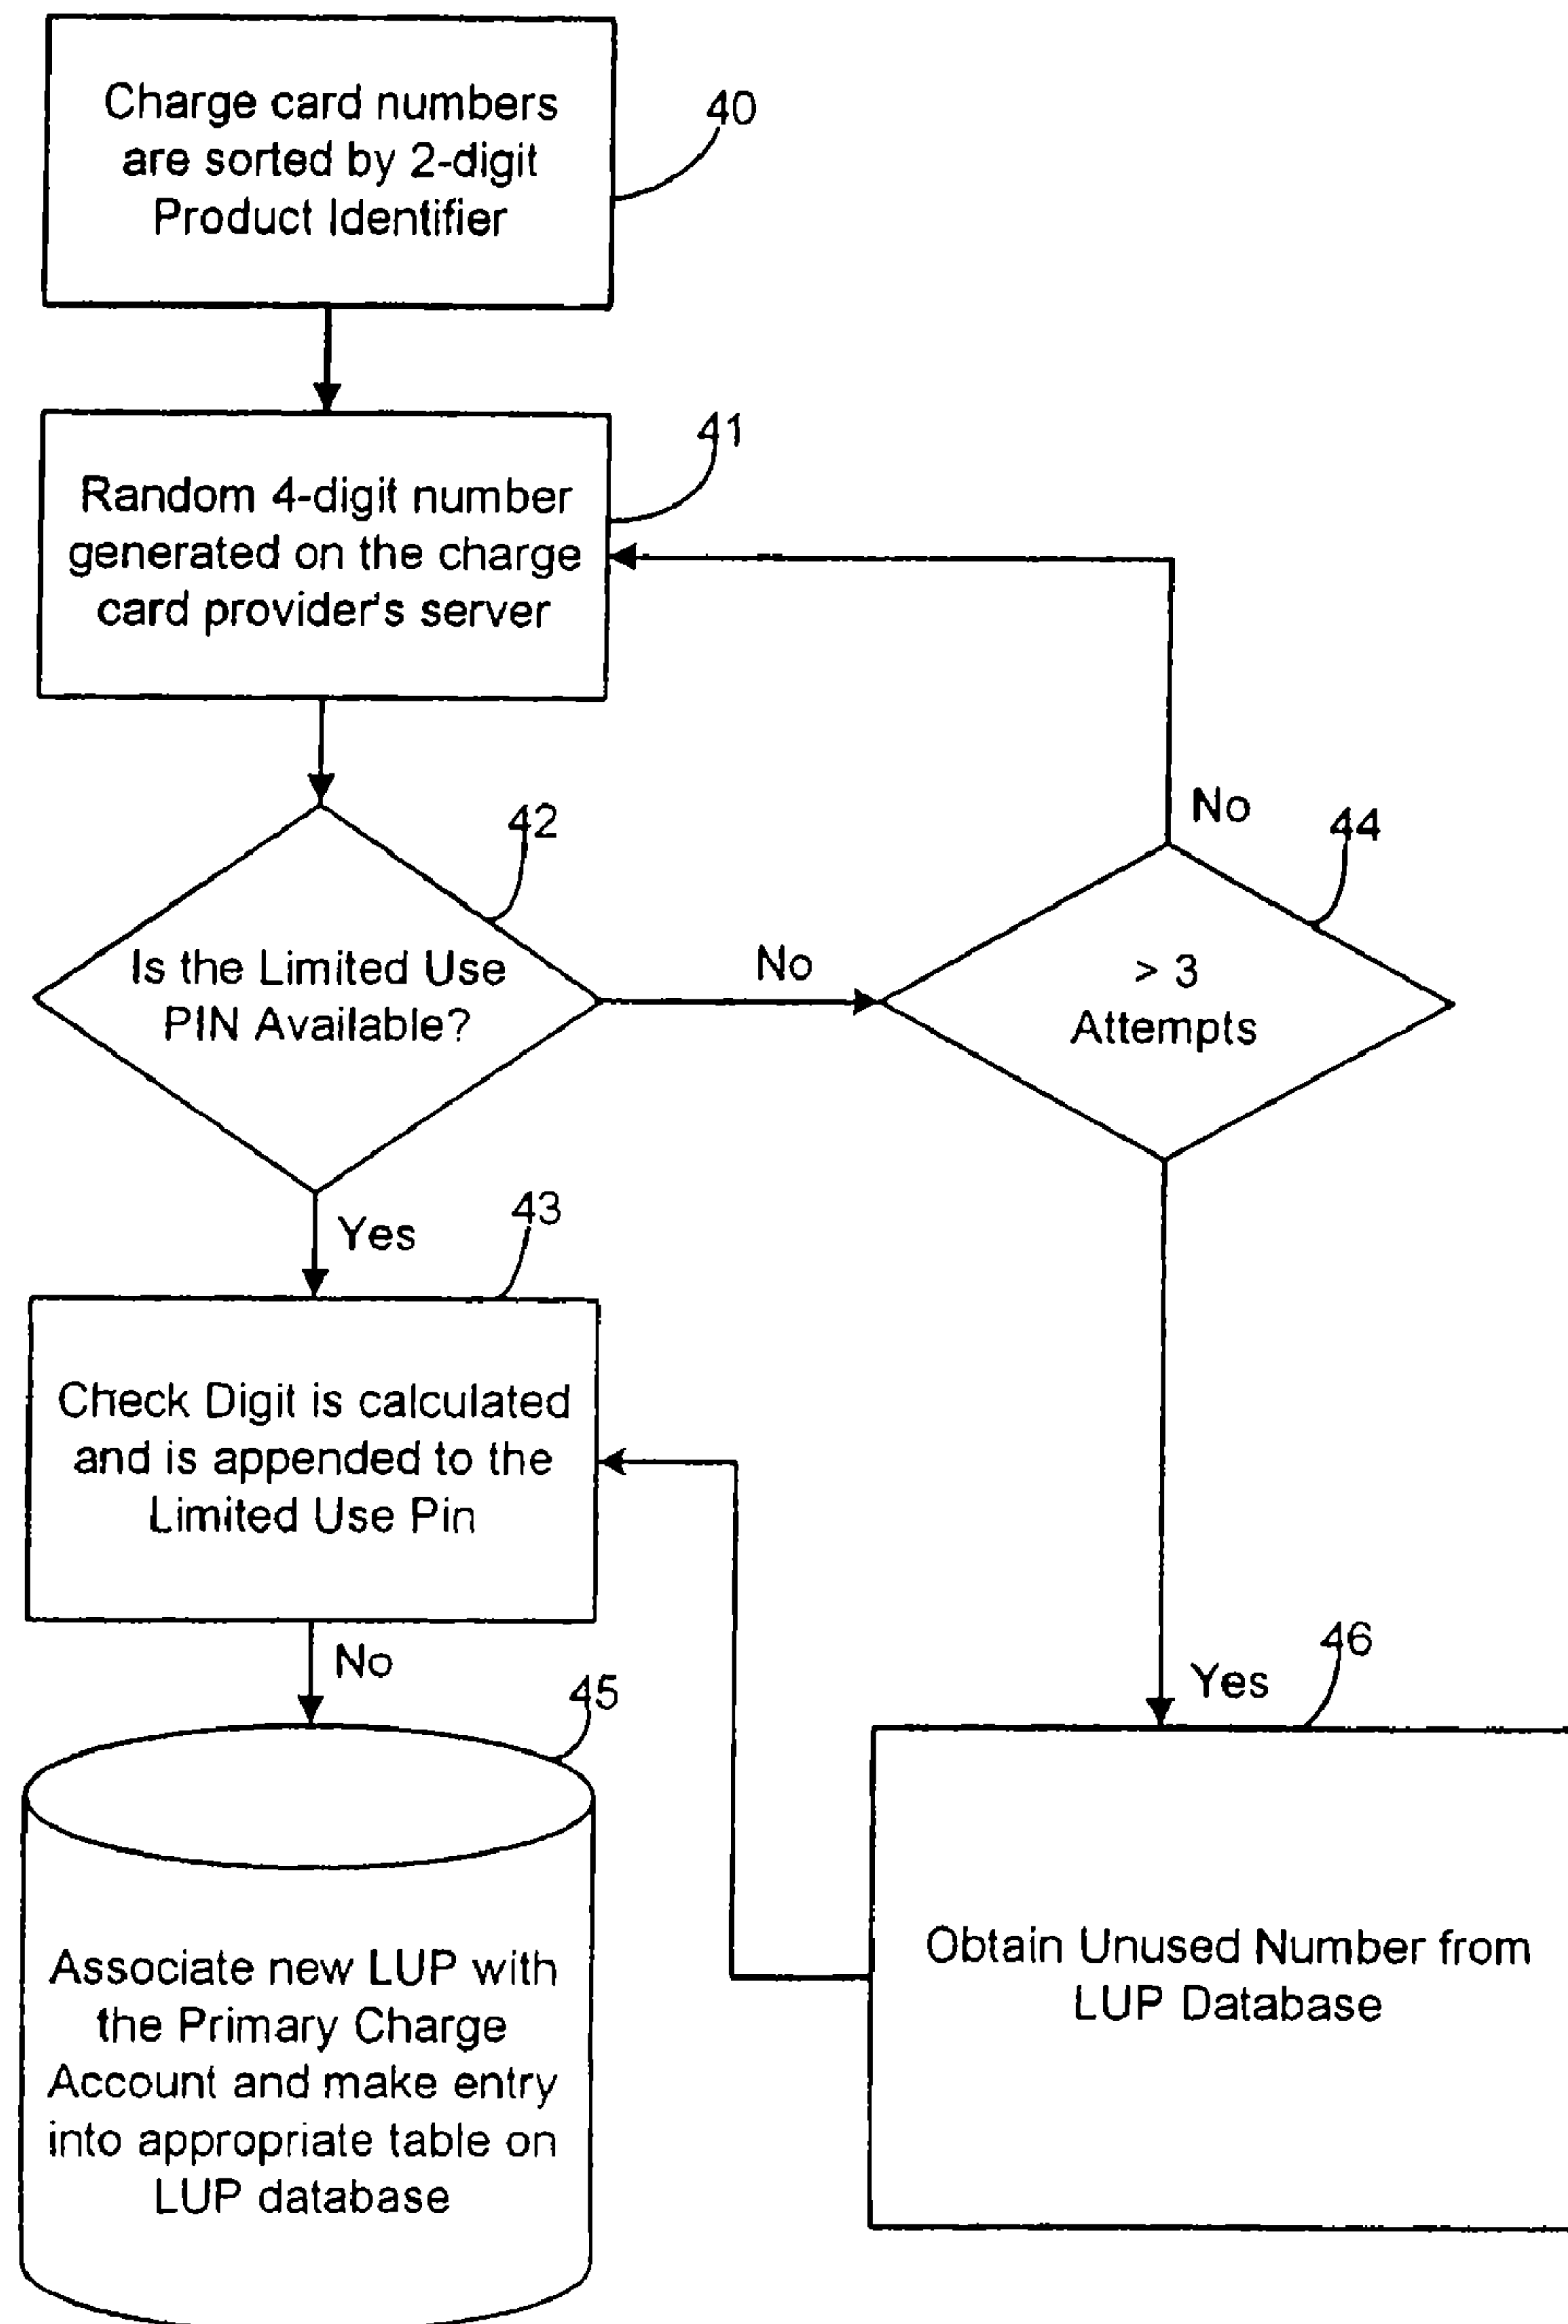 Charge card numbers
are sorted by 2-digit
Product Identifier
40
Random 4-digit number
generated on the charge
card provider's server
41
Is the Limited Use
PIN Available?
42
No
> 3
Attempts
44
No
Yes
Check Digit is calculated
and is appended to the
Limited Use Pin
43
No
Associate new LUP with
the Primary Charge
Account and make entry
into appropriate table on
LUP database
45
Yes
Obtain Unused Number from
LUP Database
46